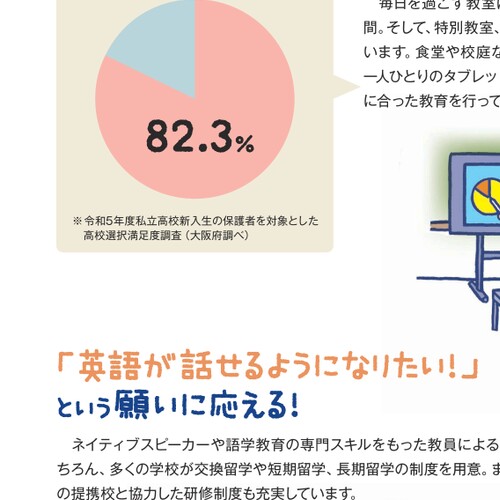 毎日を過ごす教室
間。そして、特別教室、
います。食堂や校庭な
一人ひとりのタブレッ
に合った教育を行って
82.3%
※令和5年度私立高校新入生の保護者を対象とした
高校選択満足度調査（大阪府調べ）
「英語が話せるようになりたい！」
という願いに応える！
ネイティブスピーカーや語学教育の専門スキルをもった教員による
ちろん、多くの学校が交換留学や短期留学、長期留学の制度を用意。ま
の提携校と協力した研修制度も充実しています。